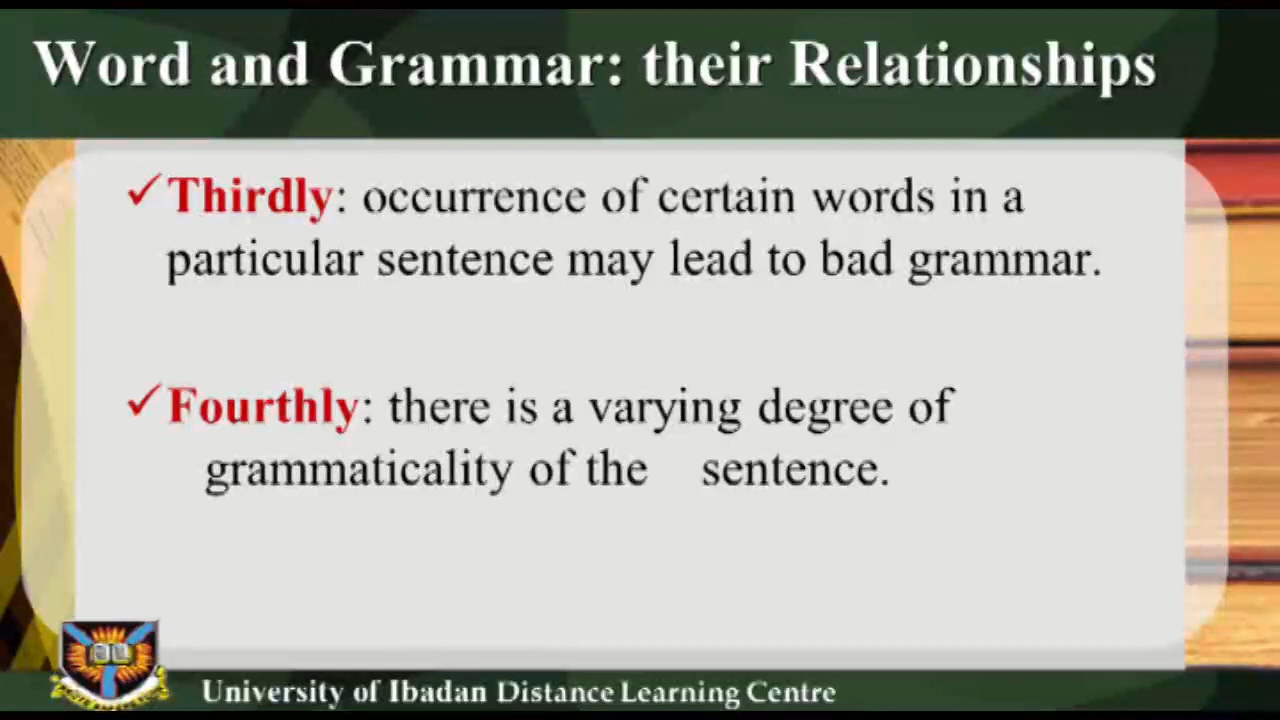 Word and Grammar: their Relationships
✓Thirdly: occurrence of certain words in a
particular sentence may lead to bad grammar.
✓Fourthly: there is a varying degree of
grammaticality of the sentence.
University of Ibadan Distance Learning Centre